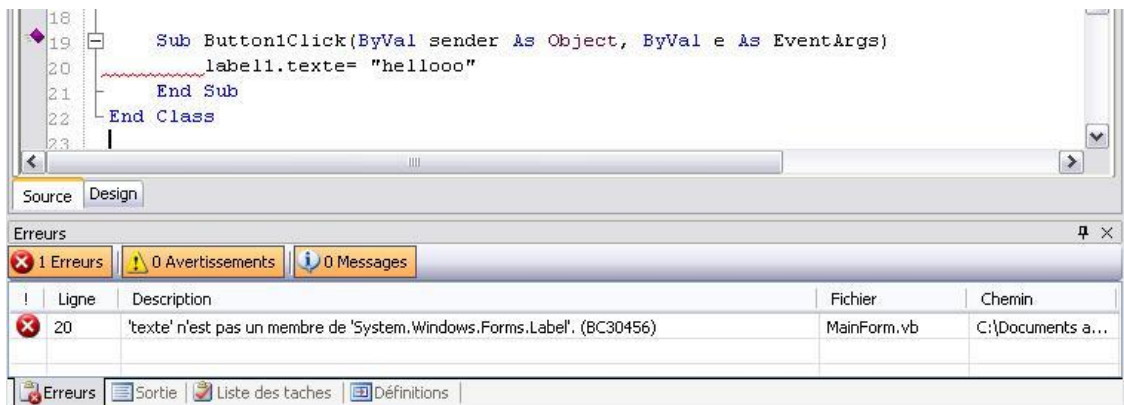 18
19 Sub Button1Click(ByVal sender As Object, ByVal e As EventArgs)
20 label1.texte= "hellooo"
21 End Sub
22 End Class
23
Source Design
Erreurs
1 Erreurs 0 Avertissements 0 Messages
! Ligne Description Fichier Chemin
20 'texte' n'est pas un membre de 'System.Windows.Forms.Label'. (BC30456) MainForm.vb C:\Documents a...
Erreurs Sortie Liste des taches Définitions